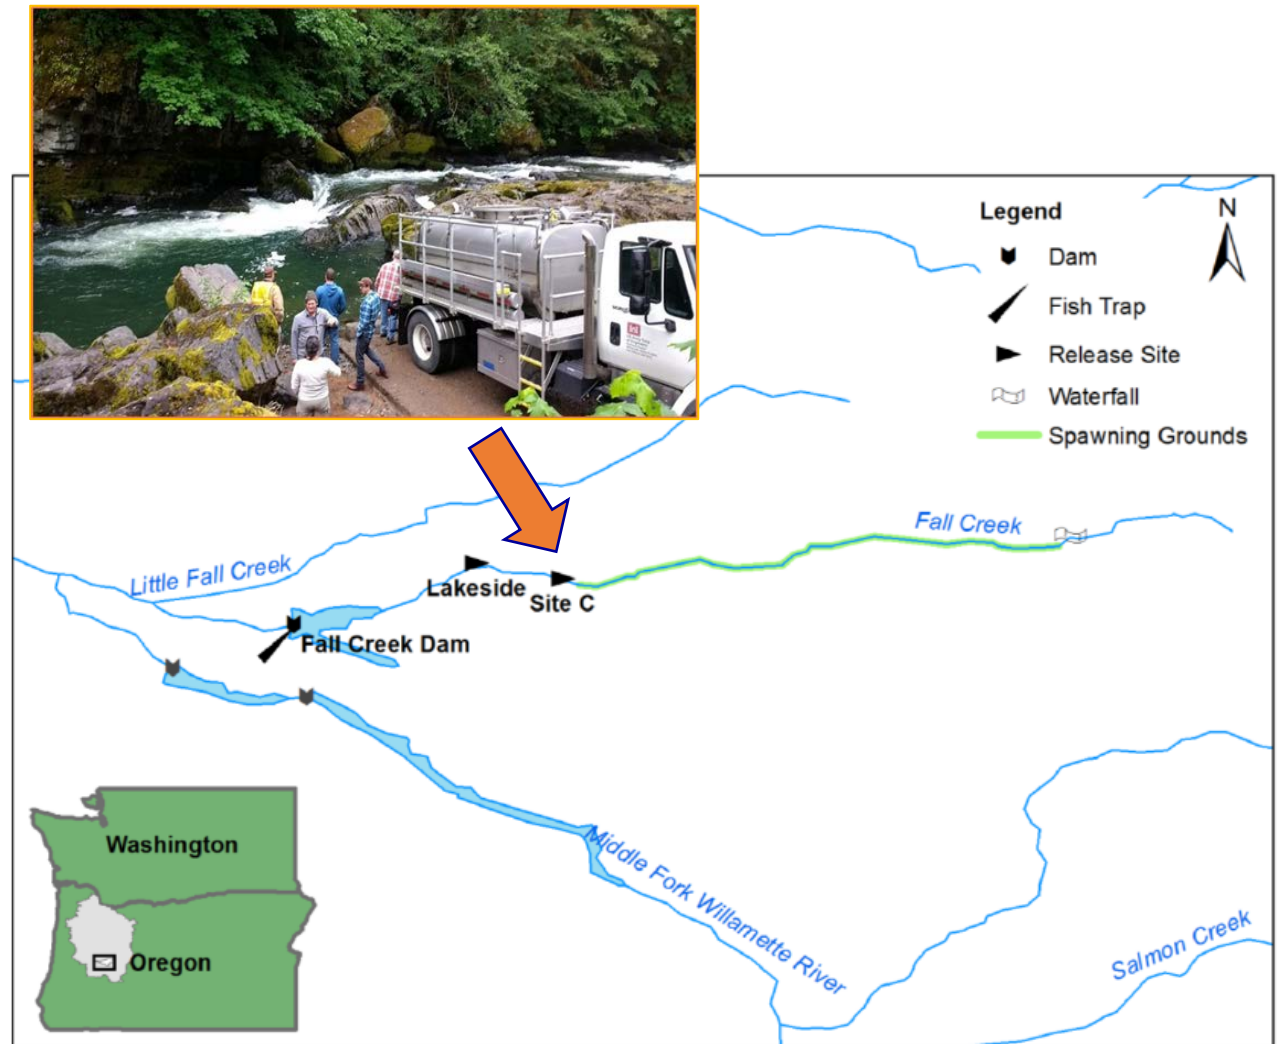 Legend
N
Dam
Fish Trap
Release Site
Waterfall
Spawning Grounds
Fall Creek
Little Fall Creek
Lakeside
Site C
Fall Creek Dam
Middle Fork Willamette River
Washington
Oregon
Salmon Creek